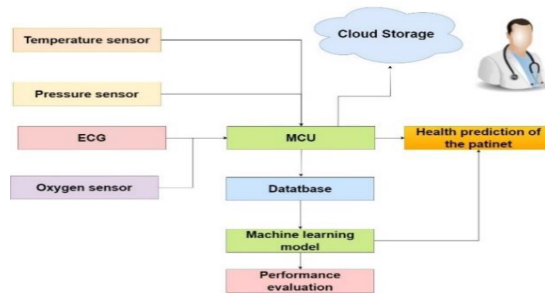 Temperature sensor
Cloud Storage
Pressure sensor
ECG
MCU
Health prediction of
the patinet
Oxygen sensor
Datatbase
Machine learning
model
Performance
evaluation